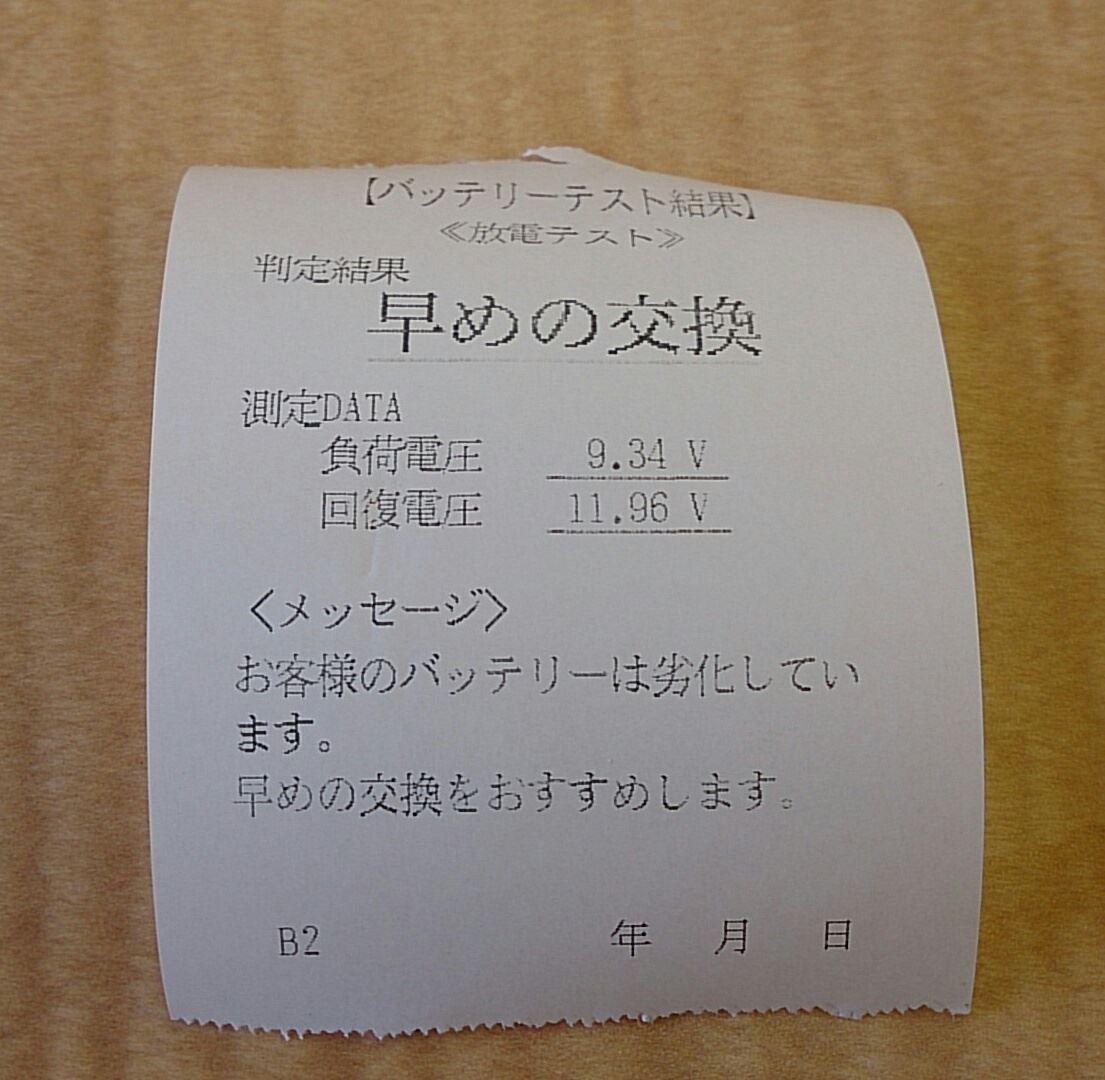 【バッテリーテスト結果】
≪放電テスト≫
判定結果
早めの交換
測定DATA
負荷電圧 9.34 V
回復電圧 11.96 V
〈メッセージ〉
お客様のバッテリーは劣化してい
ます。
早めの交換をおすすめします。
B2 年 月 日